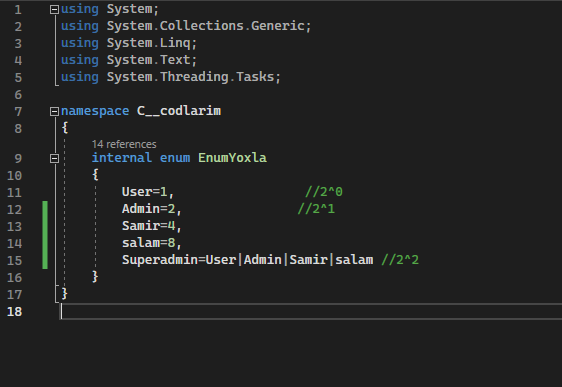 1 using System;
2 using System.Collections.Generic;
3 using System.Linq;
4 using System.Text;
5 using System.Threading.Tasks;
6
7 namespace C__codlarim
8 {
14 references
9 internal enum EnumYoxla
10 {
11 User=1, //2^0
12 Admin=2, //2^1
13 Samir=4,
14 salam=8,
15 Superadmin=User|Admin|Samir|salam //2^2
16 }
17 }
18